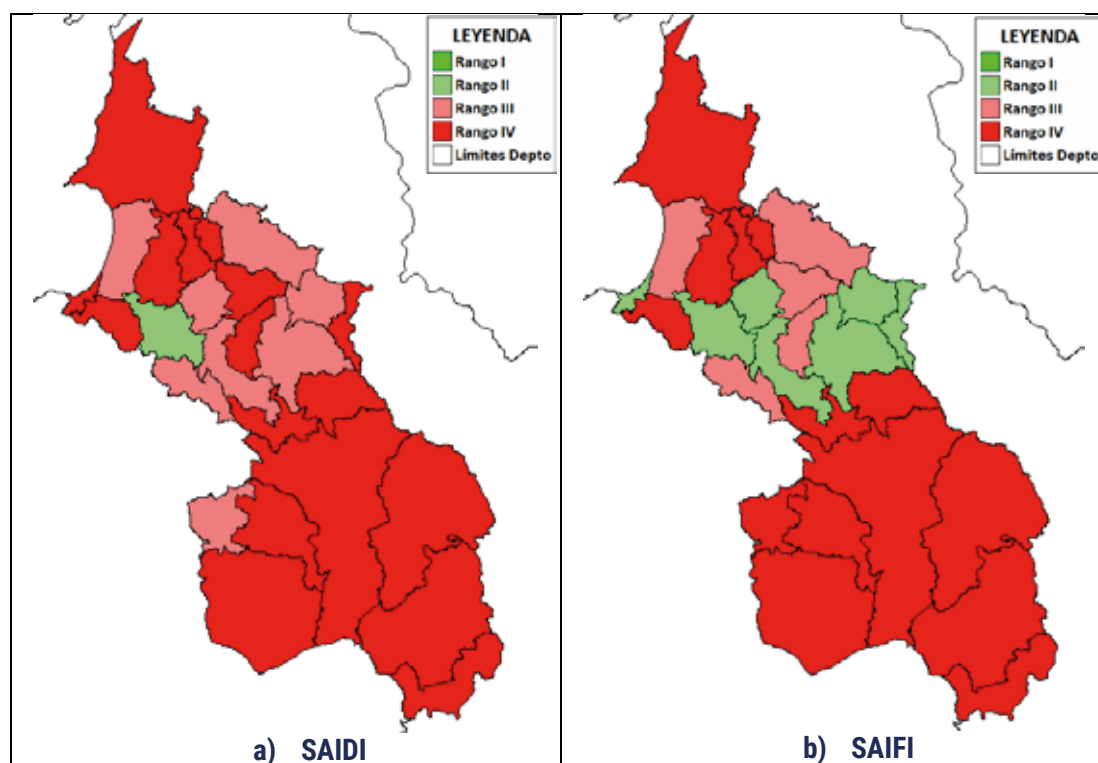 LEYENDA
Rango I
Rango II
Rango III
Rango IV
Límites Depto
a) SAIDI
LEYENDA
Rango I
Rango II
Rango III
Rango IV
Límites Depto
b) SAIFI